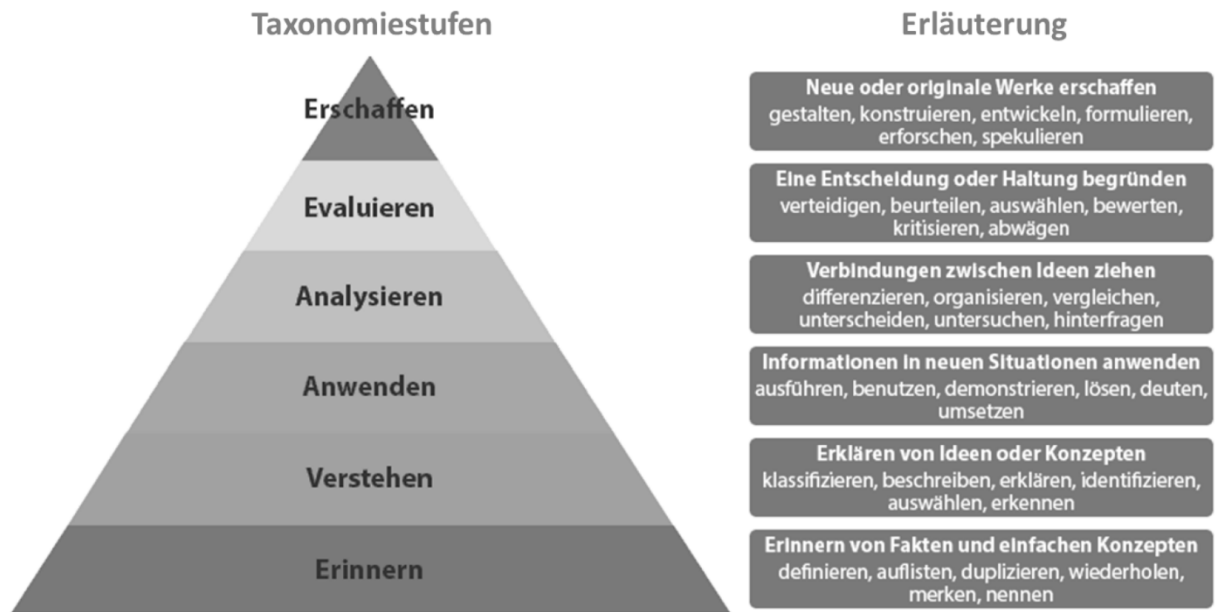 Taxonomiestufen
Erläuterung
Erschaffen
Neue oder originale Werke erschaffen
gestalten, konstruieren, entwickeln, formulieren,
erforschen, spekulieren
Evaluieren
Eine Entscheidung oder Haltung begründen
verteidigen, beurteilen, auswählen, bewerten,
kritisieren, abwägen
Analysieren
Verbindungen zwischen Ideen ziehen
differenzieren, organisieren, vergleichen,
unterscheiden, untersuchen, hinterfragen
Anwenden
Informationen in neuen Situationen anwenden
ausführen, benutzen, demonstrieren, lösen, deuten,
umsetzen
Verstehen
Erklären von Ideen oder Konzepten
klassifizieren, beschreiben, erklären, identifizieren,
auswählen, erkennen
Erinnern
Erinnern von Fakten und einfachen Konzepten
definieren, auflisten, duplizieren, wiederholen,
merken, nennen